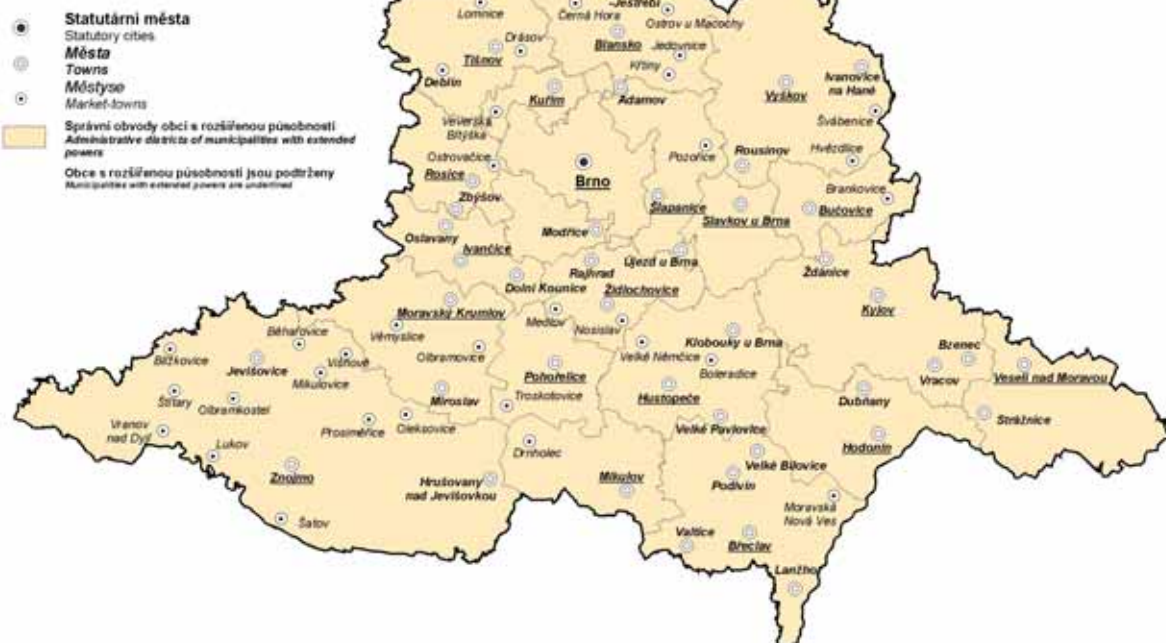 Statutární města
Statutory cities
Města
Towns
Městyse
Market-towns
Správní obvody obcí s rozšířenou působností
Administrative districts of municipalities with extended
powers
Obce s rozšířenou působností jsou podtrženy
Municipalities with extended powers are underlined
-Jestřebí
Lomnice
Černá Hora
Ostrov u Macochy
Drásov
Blansko
Jedovnice
Tišnov
Křtiny
Deblín
Ivanovice
na Hané
Kuřim
Adamov
Vyškov
Veverská
Bítýška
Švábenice
Ostrovačice
Pozořice
Rousínov
Hvězdlice
Rosice
Brno
Zbýšov
Šlapanice
Slavkov u Brna
Bučovice
Brankovice
Oslavany
Modřice
Ivančice
Rajhrad
Újezd u Brna
Ždánice
Dolní Kounice
Židlochovice
Moravský Krumlov
Medlov
Nosislav
Kyjov
Běhařovice
Věmyslice
Klobouky u Brna
Bzenec
Blížkovice
Jevišovice
Višňové
Olbramovice
Velké Němčice
Boleradice
Mikulovice
Pohořelice
Vracov
Veselí nad Moravou
Štítary
Olbramkostel
Miroslav
Troskotovice
Hustopeče
Dubňany
Vranov
nad Dyjí
Prosiměřice
Oleksovice
Velké Pavlovice
Strážnice
Lukov
Drnholec
Hodonín
Znojmo
Hrušovany
nad Jevišovkou
Mikulov
Velké Bílovice
Podivín
Šatov
Moravská
Nová Ves
Valtice
Břeclav
Lanžho